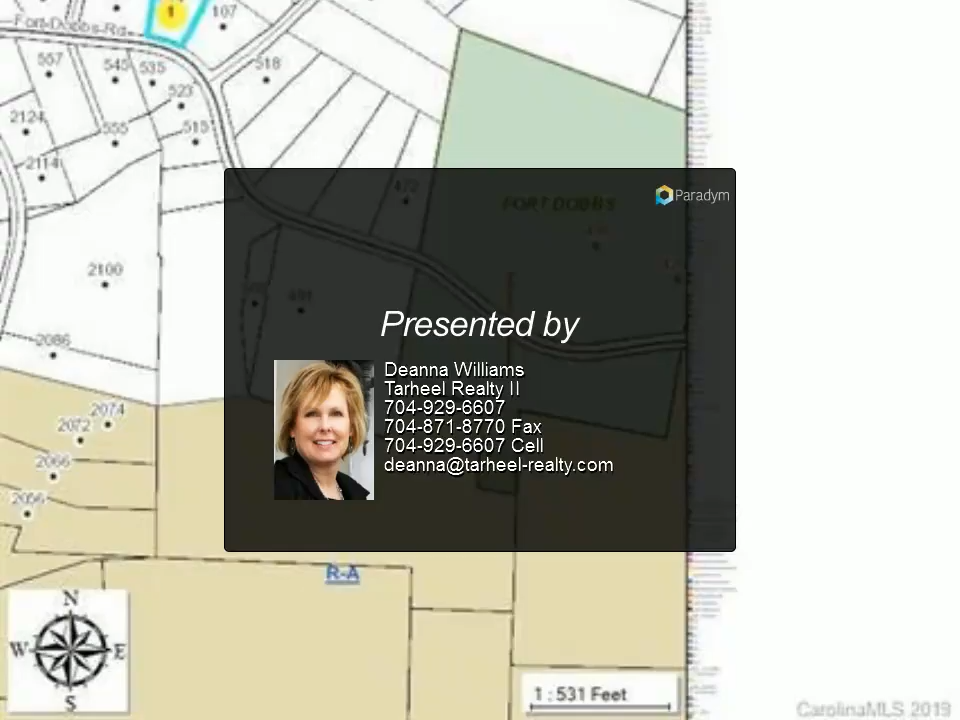 1
107
Fort-Dobbs-Rd
557
545
535
518
523
2124
555
515
2114
472
Paradym
FORT DOBBS
2100
Presented by
2086
Deanna Williams
Tarheel Realty II
704-929-6607
704-871-8770 Fax
704-929-6607 Cell
deanna@tarheel-realty.com
2074
2072
2066
2056
R-A
N
W E
S
1 : 531 Feet
CarolinaMLS 2019